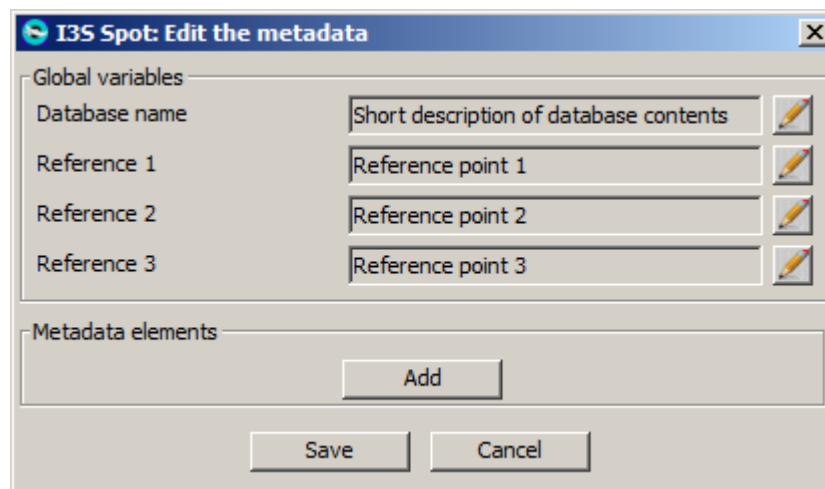 I3S Spot: Edit the metadata
Global variables
Database name Short description of database contents
Reference 1 Reference point 1
Reference 2 Reference point 2
Reference 3 Reference point 3
Metadata elements
Add
Save Cancel